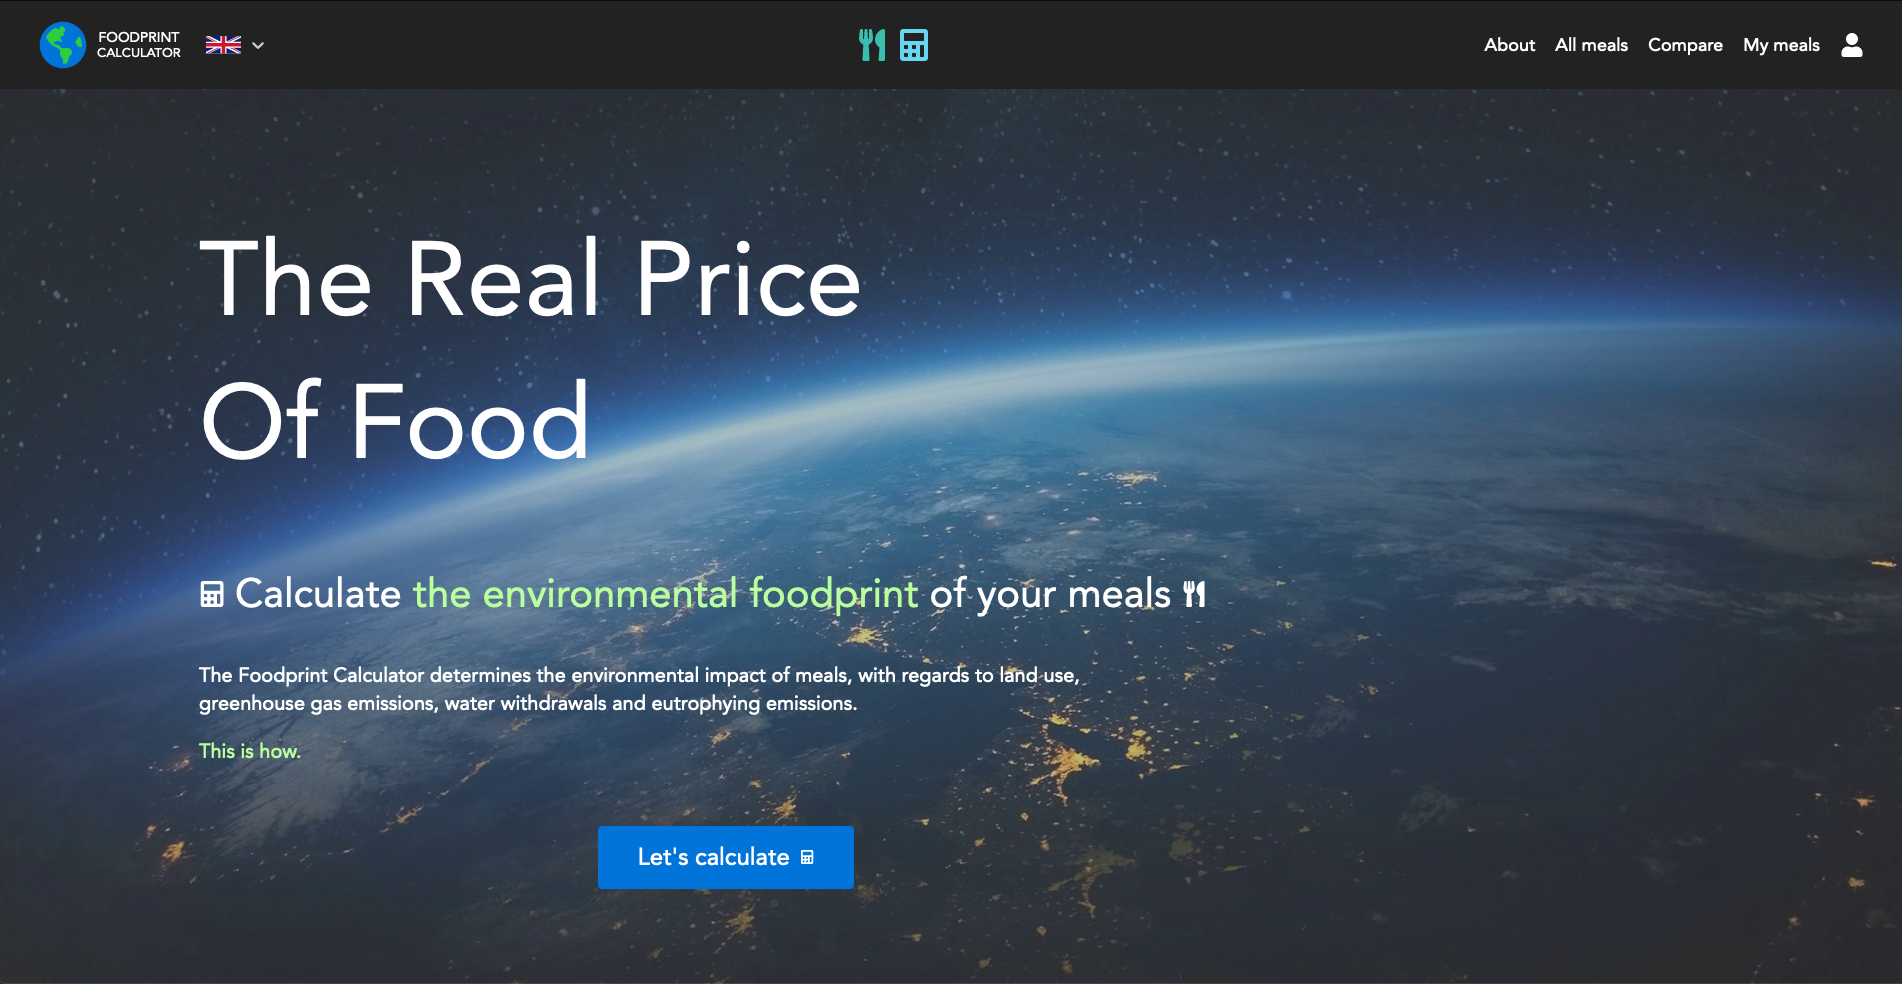 FOODPRINT
CALCULATOR
About
All meals
Compare
My meals
The Real Price
Of Food
Calculate the environmental foodprint of your meals
The Foodprint Calculator determines the environmental impact of meals, with regards to land use,
greenhouse gas emissions, water withdrawals and eutrophying emissions.
This is how.
Let's calculate